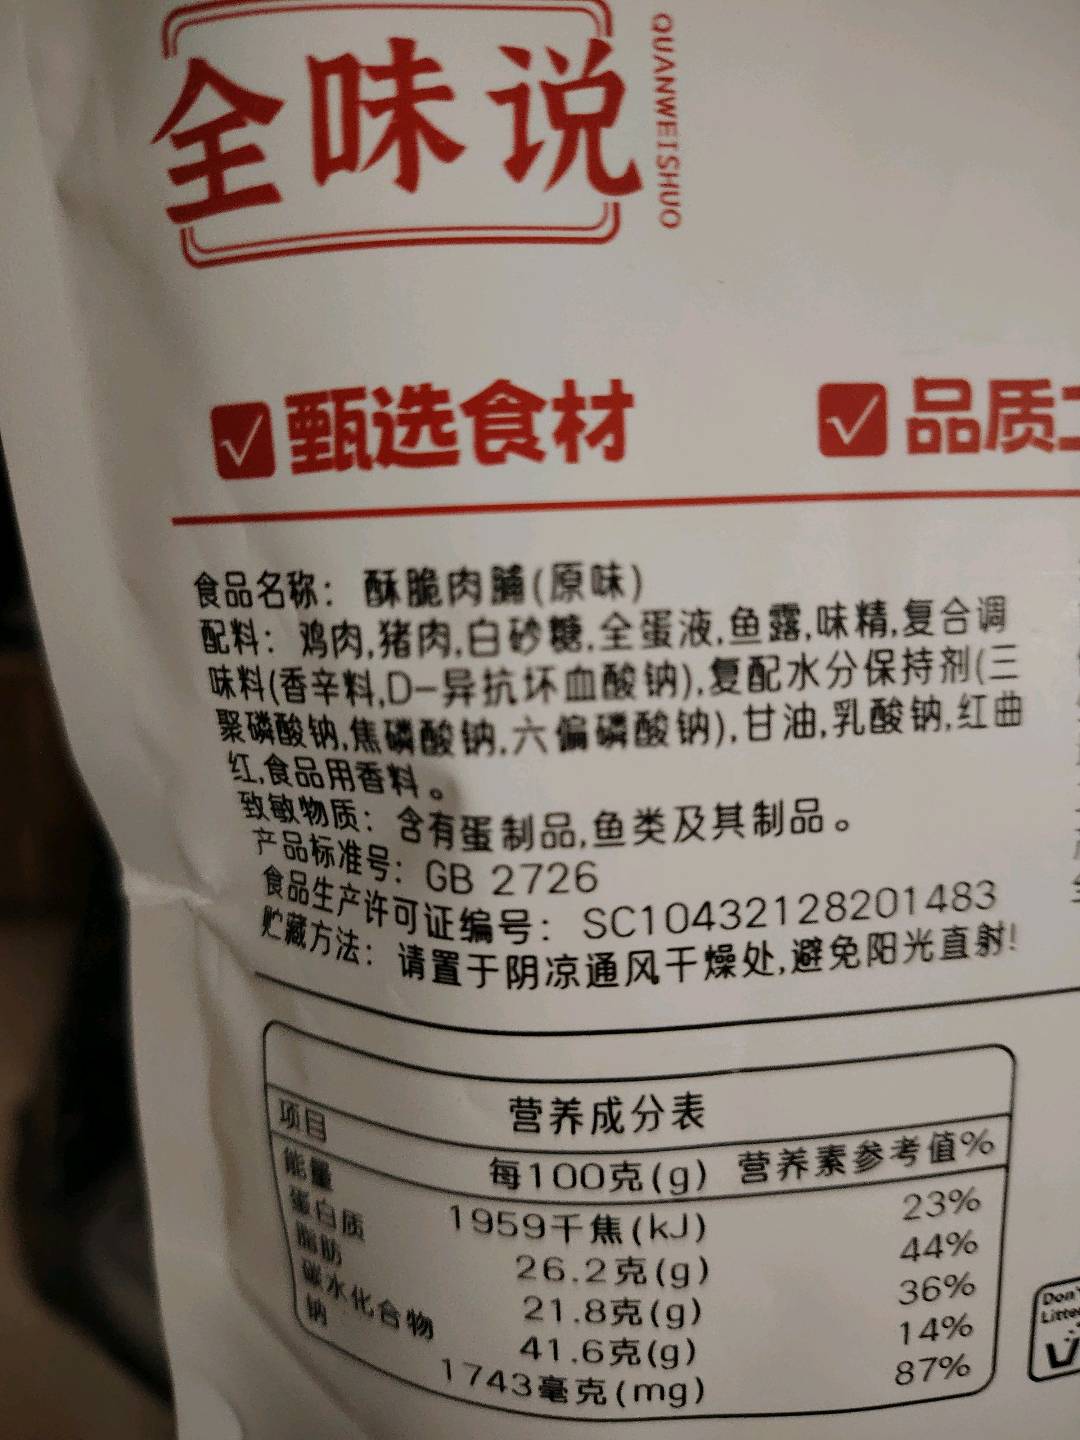 全味说
QUANWEISHUO
甄选食材
品质
食品名称：酥脆肉脯(原味)
配料：鸡肉,猪肉,白砂糖,全蛋液,鱼露,味精,复合调
味料(香辛料,D-异抗坏血酸钠),复配水分保持剂(三
聚磷酸钠,焦磷酸钠,六偏磷酸钠),甘油,乳酸钠,红曲
红,食品用香料。
致敏物质：含有蛋制品,鱼类及其制品。
产品标准号：GB 2726
食品生产许可证编号：SC10432128201483
贮藏方法：请置于阴凉通风干燥处,避免阳光直射!
营养成分表
项目 每100克(g) 营养素参考值%
能量 1959千焦(kJ) 23%
蛋白质 26.2克(g) 44%
脂肪 21.8克(g) 36%
碳水化合物 41.6克(g) 14%
钠 1743毫克(mg) 87%
Don'
Litte